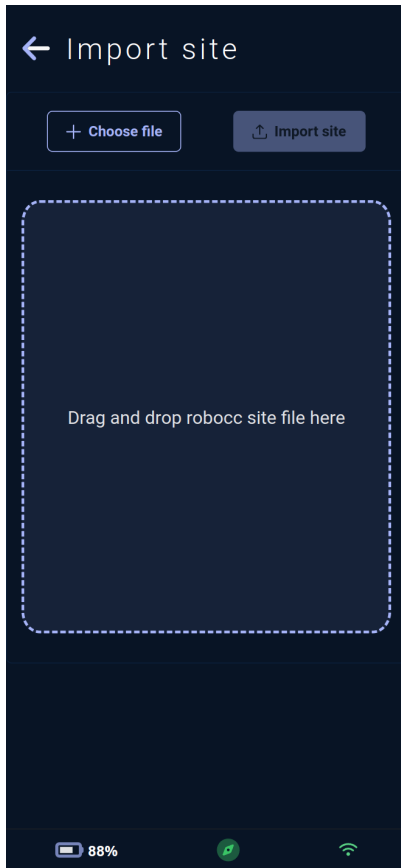 Import site
Choose file
Import site
Drag and drop robocc site file here
88%